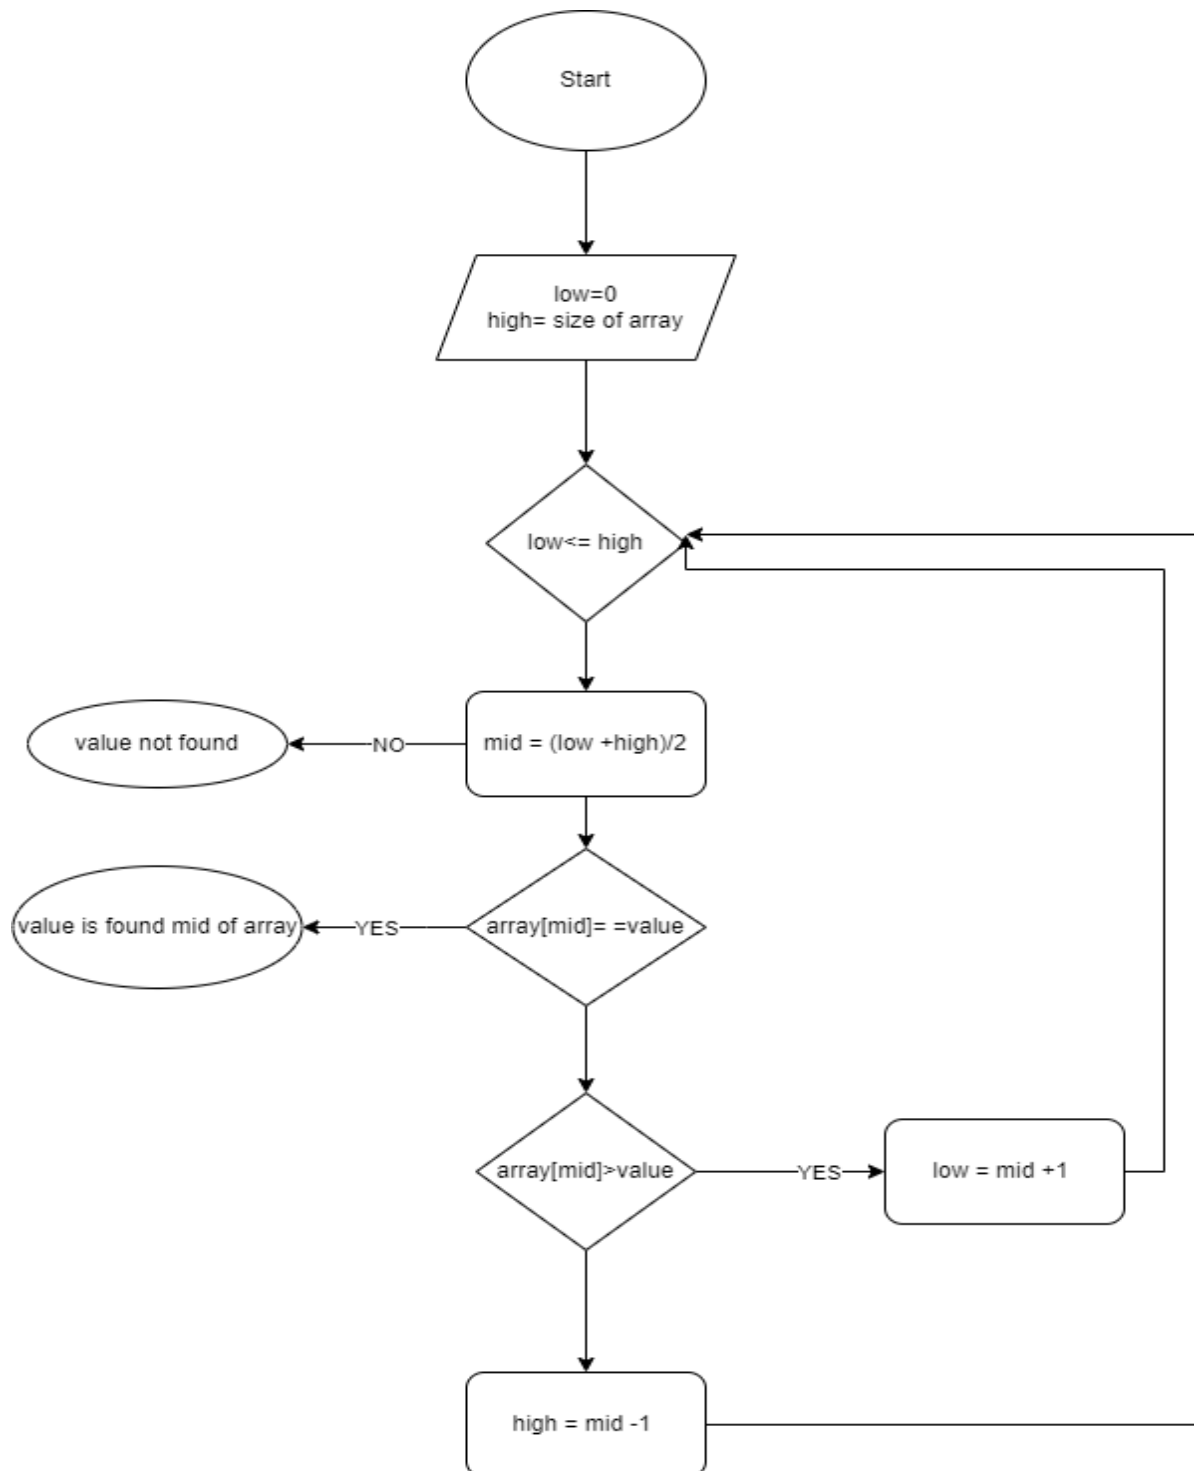 Start
low=0
high= size of array
low<= high
value not found
NO
mid = (low +high)/2
value is found mid of array
YES
array[mid]= =value
array[mid]>value
YES
low = mid +1
high = mid -1